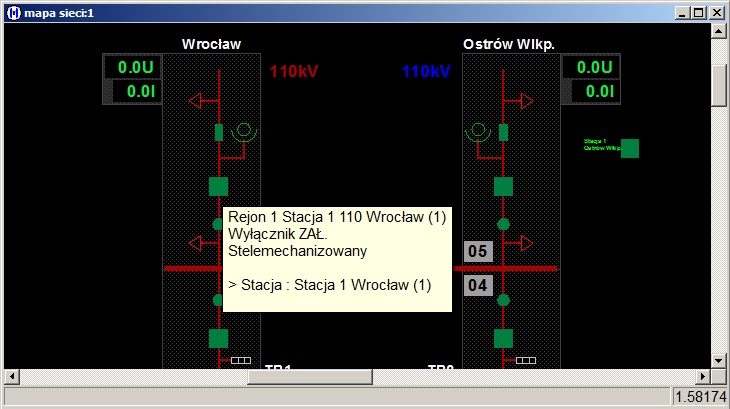 mapa sieci:1
Wrocław
Ostrów Wlkp.
0.0U
0.0I
110kV
110kV
0.0U
0.0I
Stacja 1
Ostrów Wlkp.
Rejon 1 Stacja 1 110 Wrocław (1)
Wyłącznik ZAŁ.
Stelemechanizowany
> Stacja : Stacja 1 Wrocław (1)
05
04
1.58174